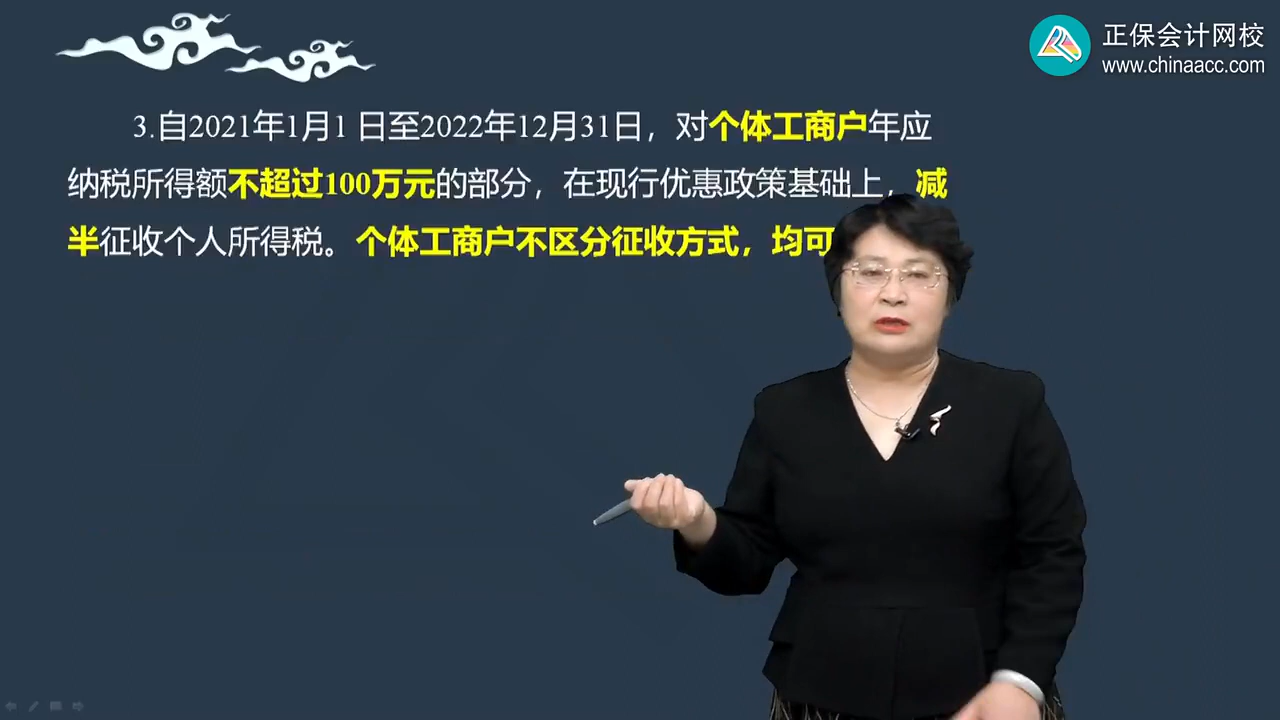 正保会计网校
www.chinaacc.com
3.自2021年1月1 日至2022年12月31日，对个体工商户年应
纳税所得额不超过100万元的部分，在现行优惠政策基础上，减
半征收个人所得税。个体工商户不区分征收方式，均可